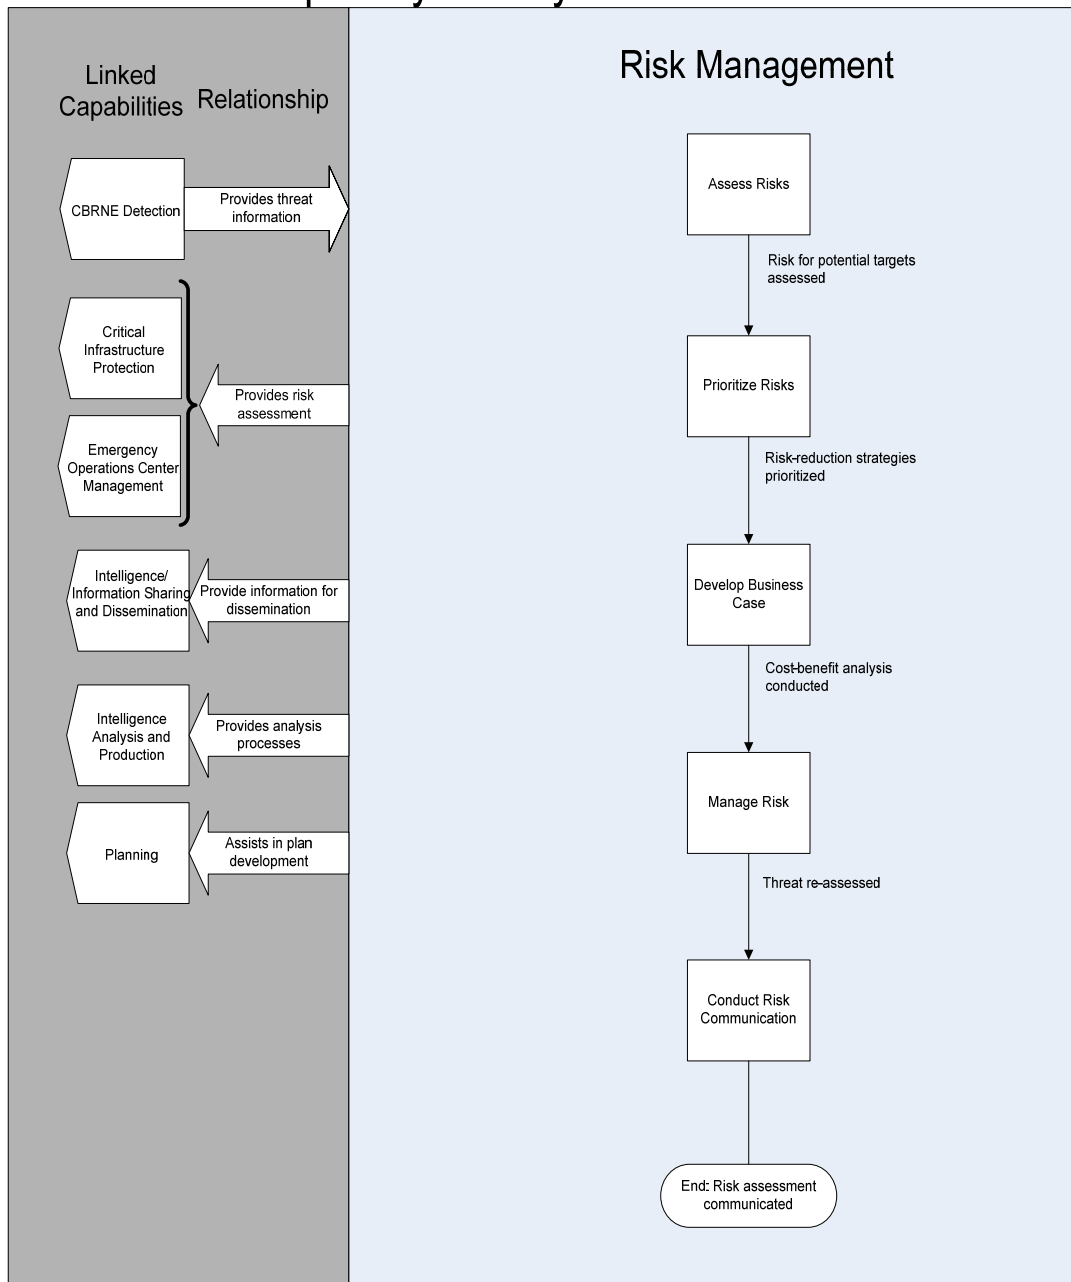 Risk Management
Linked
Capabilities
Relationship
CBRNE Detection
Provides threat
information
Critical
Infrastructure
Protection
Emergency
Operations Center
Management
Provides risk
assessment
Intelligence/
Information Sharing
and Dissemination
Provide information for
dissemination
Intelligence
Analysis and
Production
Provides analysis
processes
Planning
Assists in plan
development
Assess Risks
Risk for potential targets
assessed
Prioritize Risks
Risk-reduction strategies
prioritized
Develop Business
Case
Cost-benefit analysis
conducted
Manage Risk
Threat re-assessed
Conduct Risk
Communication
End: Risk assessment
communicated